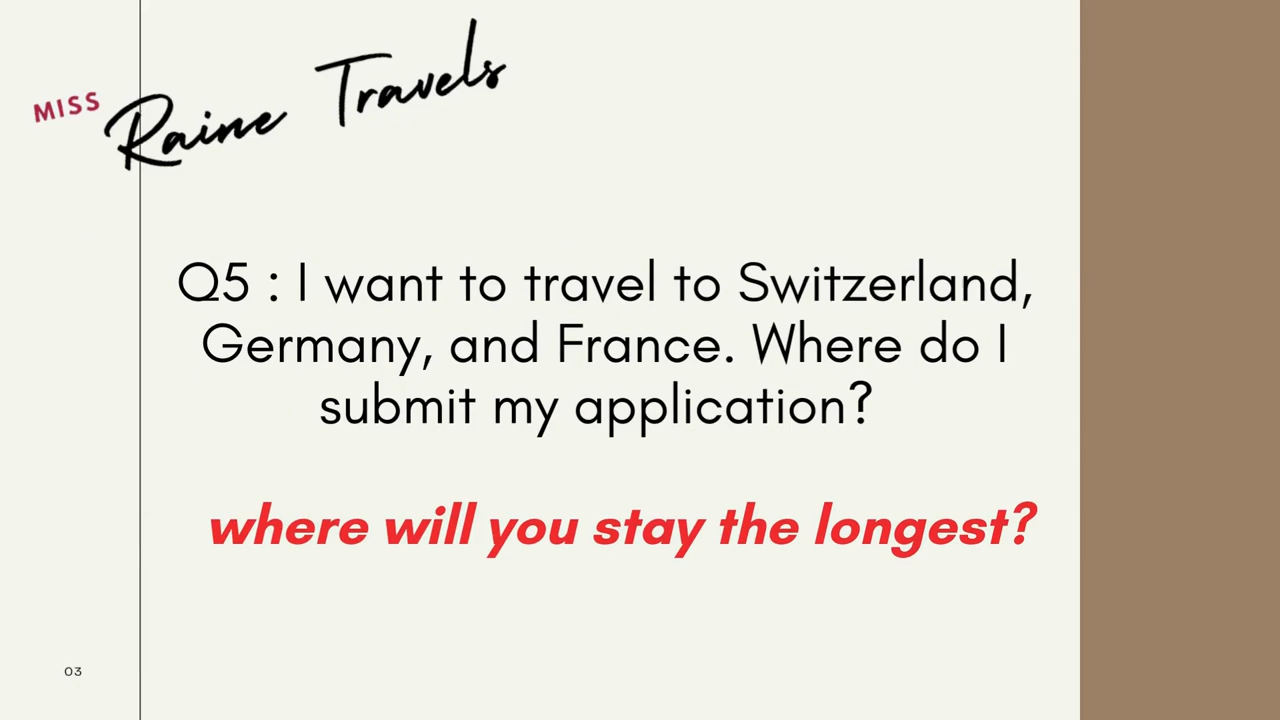 MISS
Raine Travels
Q5 : I want to travel to Switzerland,
Germany, and France. Where do I
submit my application?
where will you stay the longest?
03